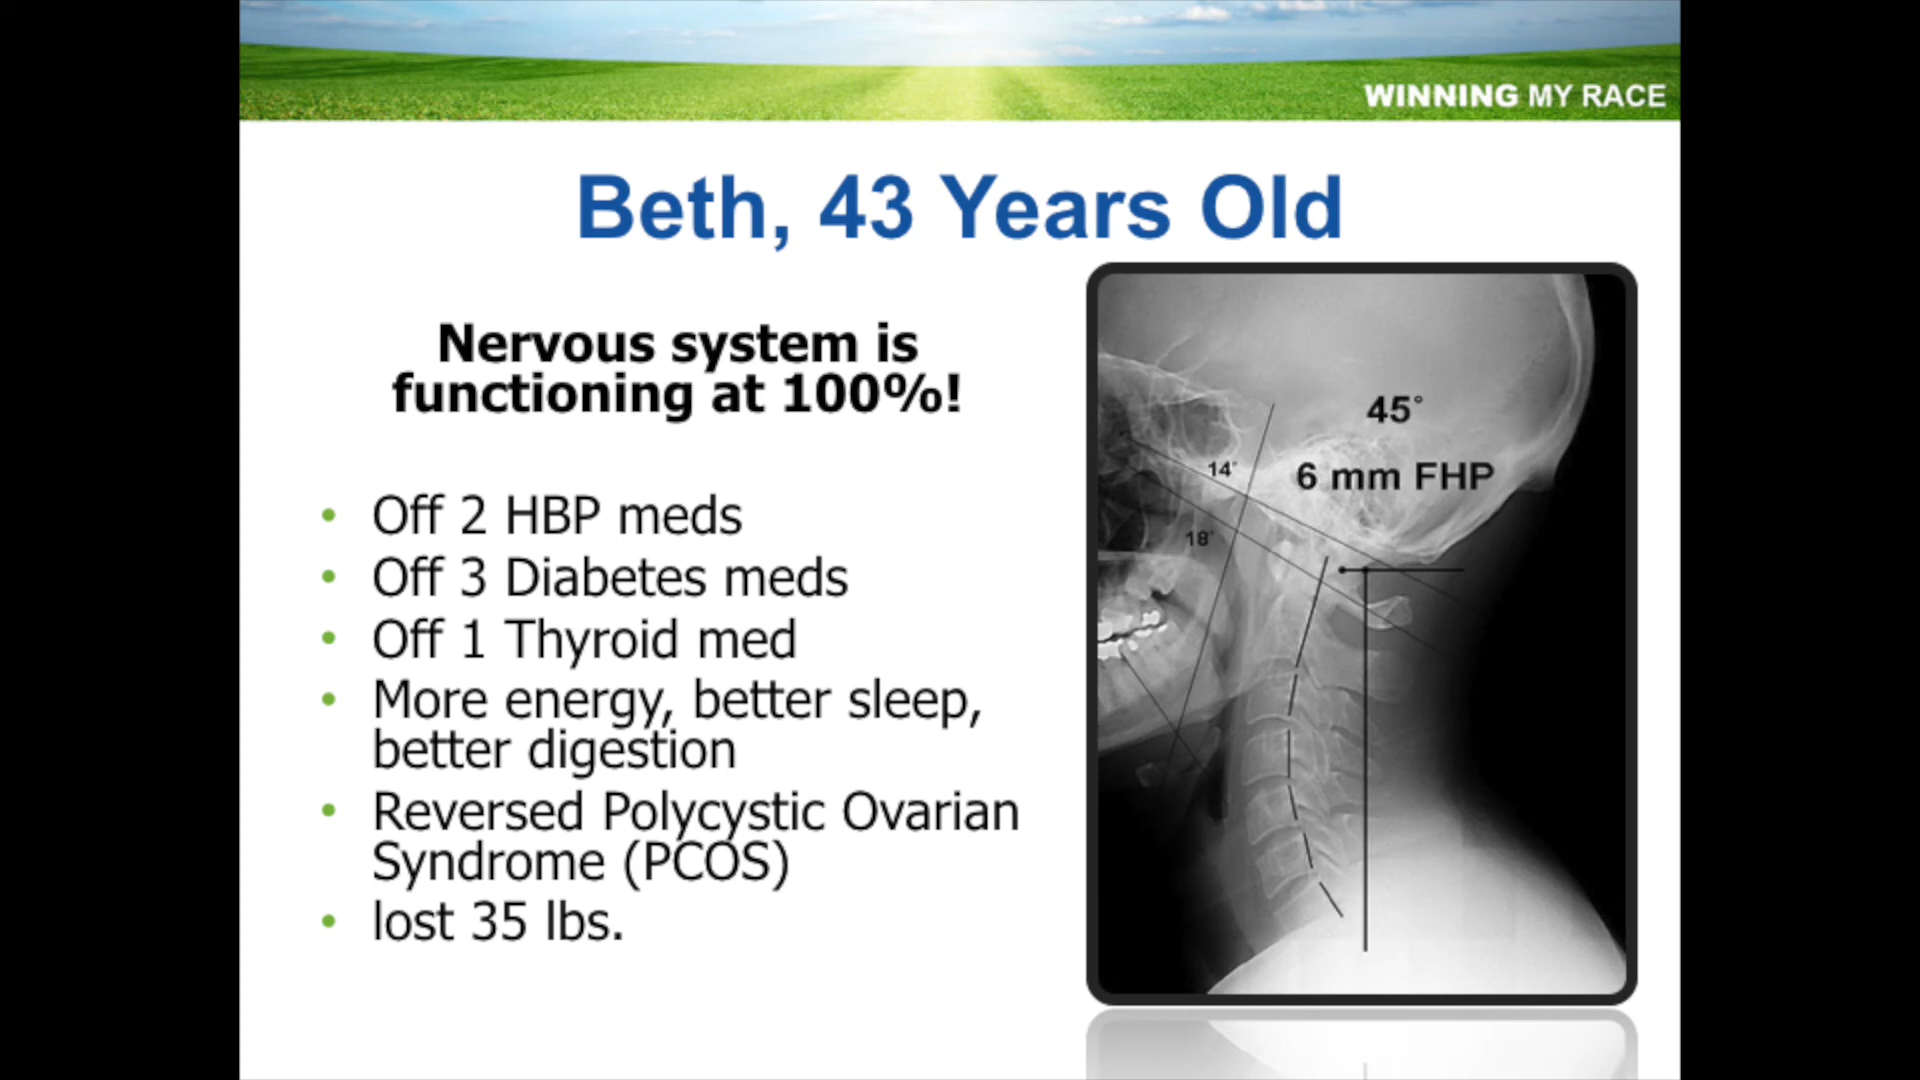 WINNING MY RACE
Beth, 43 Years Old
Nervous system is
functioning at 100%!
• Off 2 HBP meds
• Off 3 Diabetes meds
• Off 1 Thyroid med
• More energy, better sleep,
better digestion
• Reversed Polycystic Ovarian
Syndrome (PCOS)
• lost 35 lbs.
45°
6 mm FHP
14°
18°